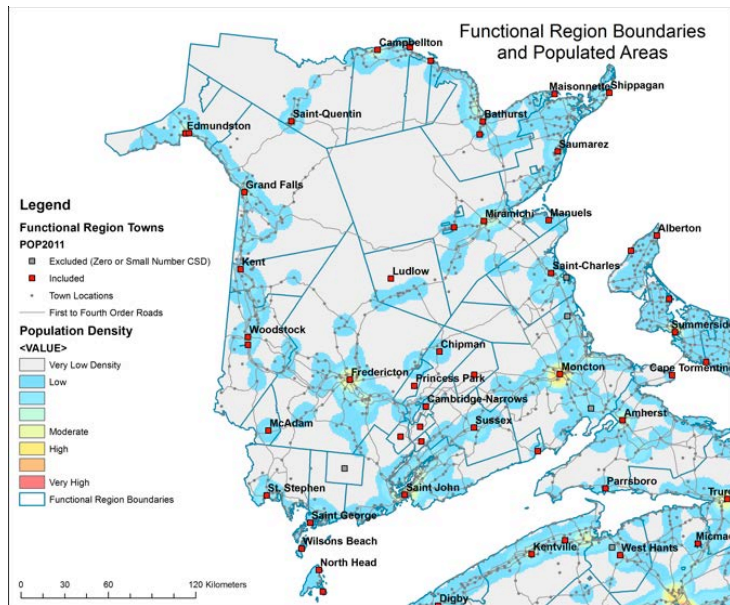 Functional Region Boundaries
and Populated Areas
Campbellton
Maisonnette
Shippagan
Saint-Quentin
Bathurst
Edmundston
Saumarez
Grand Falls
Legend
Functional Region Towns
POP2011
Excluded (Zero or Small Number CSD)
Included
Town Locations
First to Fourth Order Roads
Population Density
<VALUE>
Very Low Density
Low
Moderate
High
Very High
Functional Region Boundaries
Miramichi
Manuels
Alberton
Kent
Ludlow
Saint-Charles
Woodstock
Chipman
Summerside
Fredericton
Princess Park
Moncton
Cape Tormentine
Cambridge-Narrows
McAdam
Sussex
Amherst
St. Stephen
Saint John
Parrsboro
Truro
Saint George
Wilsons Beach
Kentville
West Hants
Micmac
North Head
Digby
0 30 60 120 Kilometers